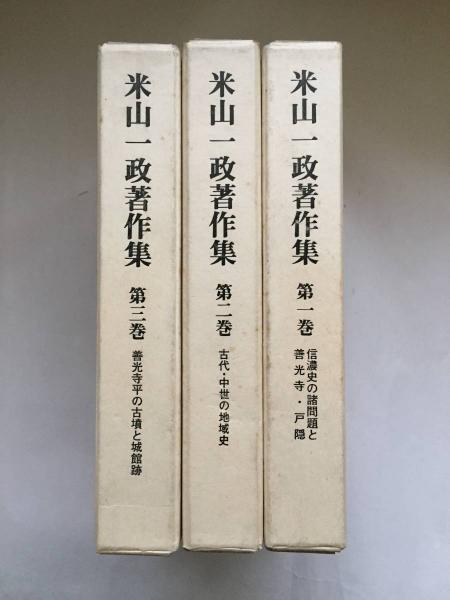 米山一政著作集 第一巻
信濃史の諸問題と
善光寺・戸隠
米山一政著作集 第二巻
古代・中世の地域史
米山一政著作集 第三巻
善光寺平の古墳と城館跡